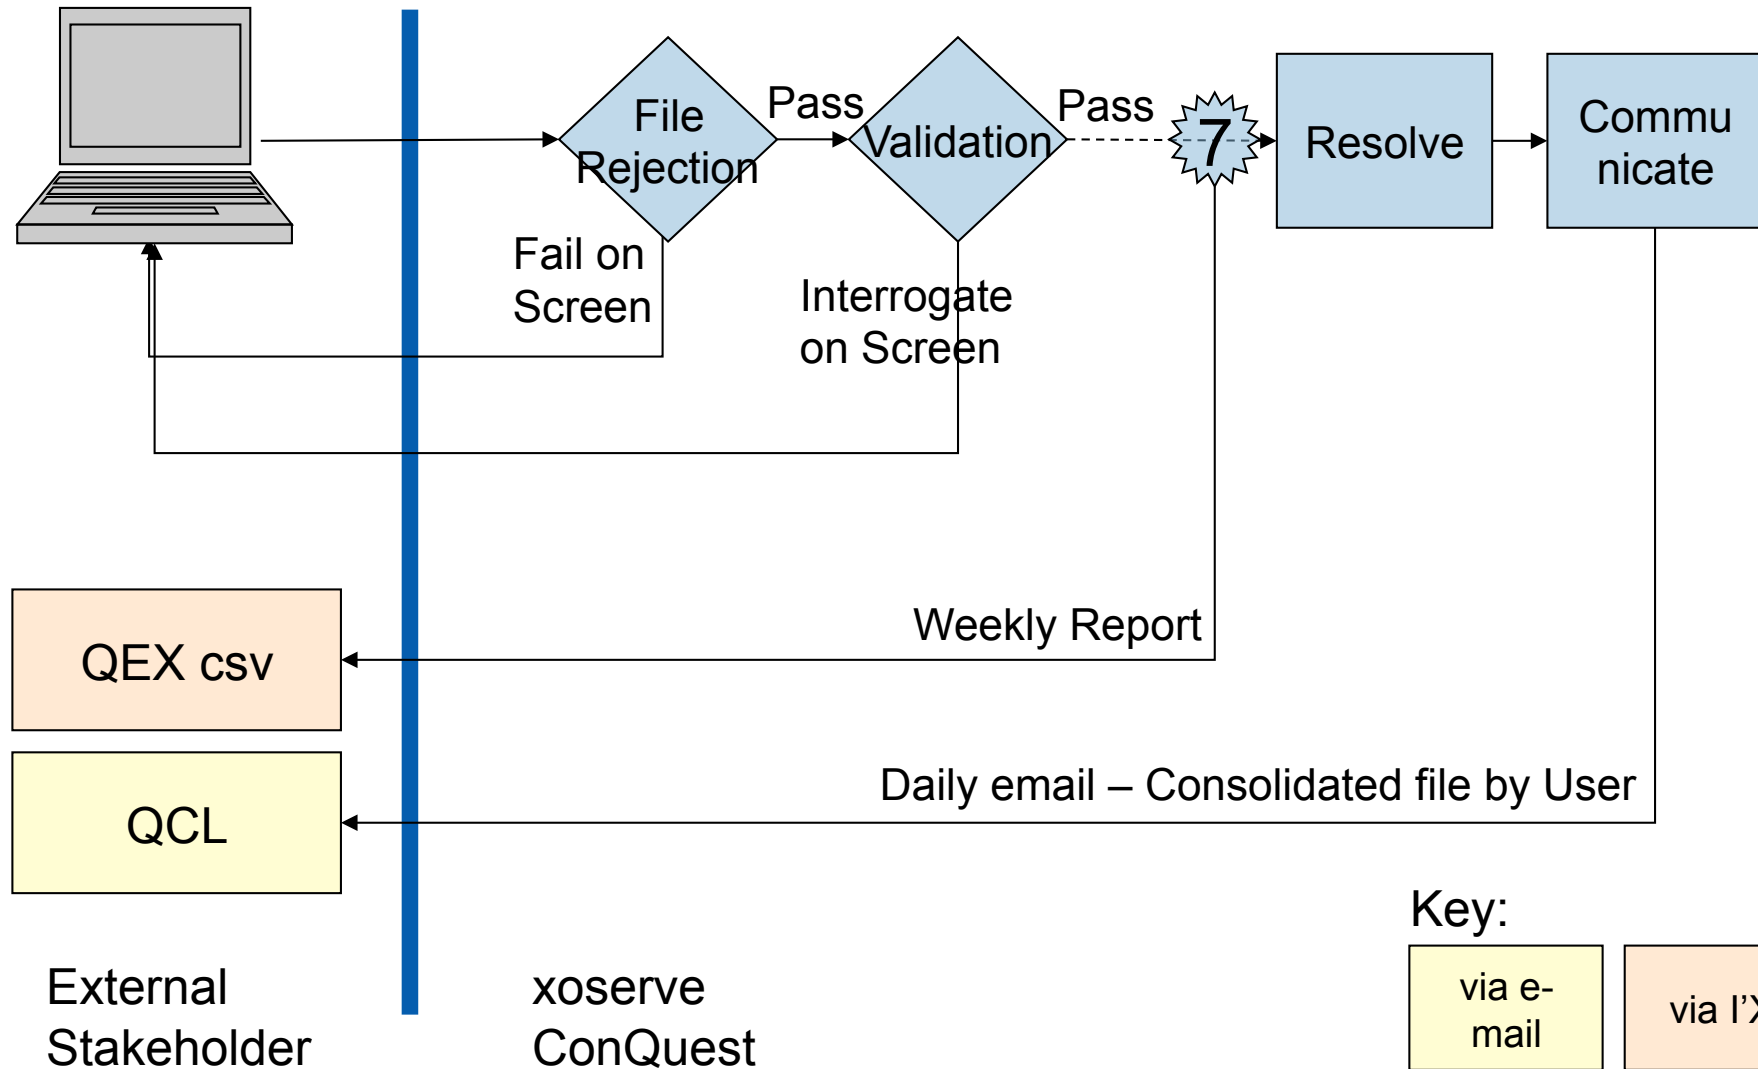 File
Rejection
Pass
Validation
Pass
7
Resolve
Commu
nicate
Fail on
Screen
Interrogate
on Screen
Weekly Report
QEX csv
Daily email – Consolidated file by User
QCL
Key:
via e-
mail
via I'X
External
Stakeholder
xoserve
ConQuest